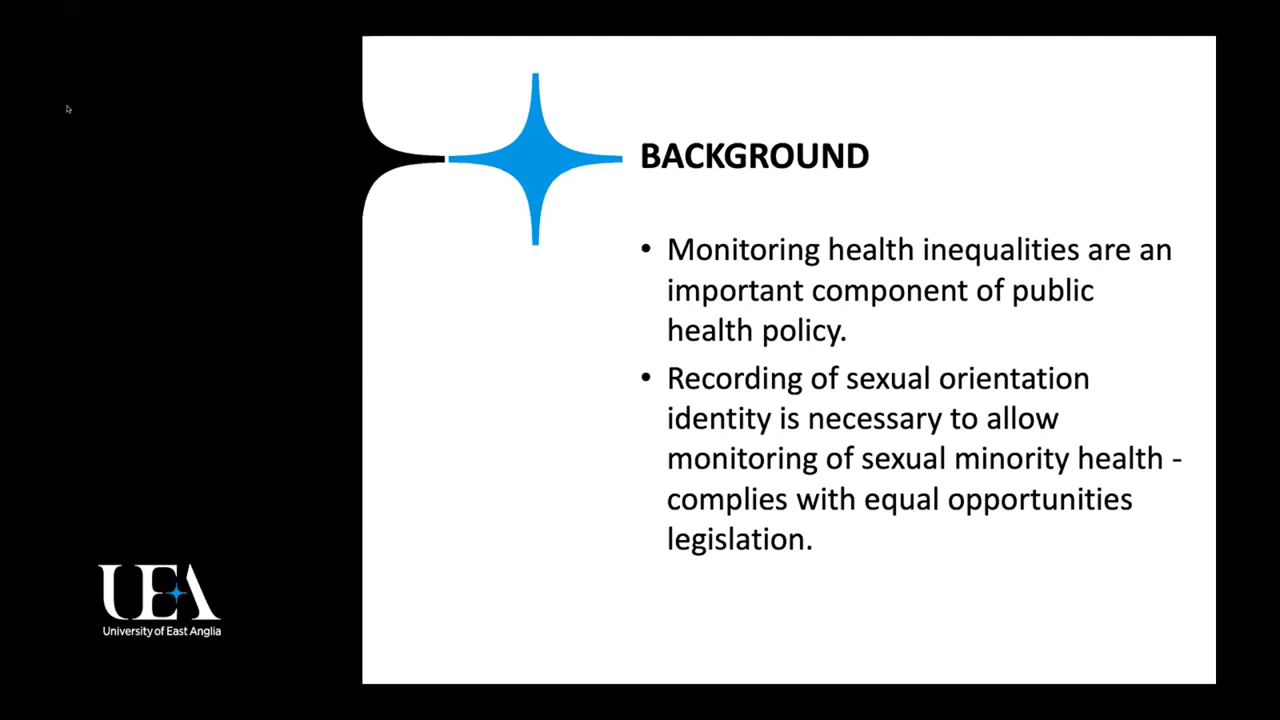 BACKGROUND
• Monitoring health inequalities are an
important component of public
health policy.
• Recording of sexual orientation
identity is necessary to allow
monitoring of sexual minority health -
complies with equal opportunities
legislation.
UEA
University of East Anglia